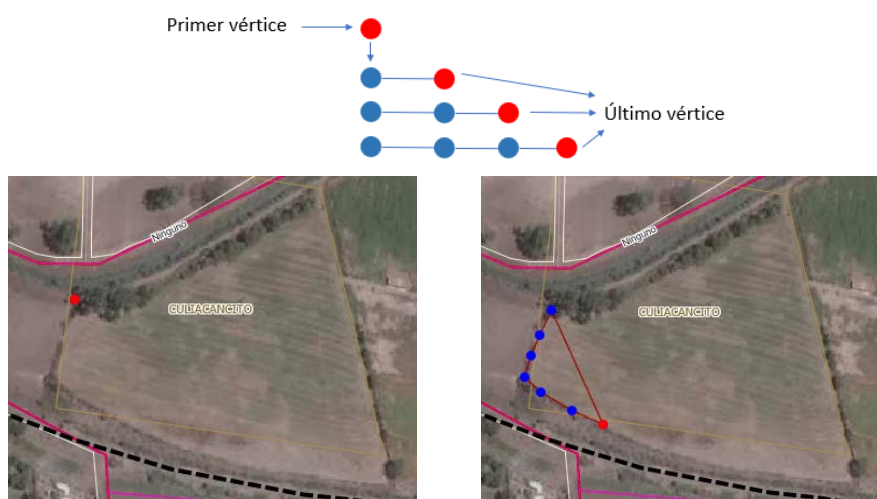 Primer vértice
Último vértice
Ninguno
CULIACANCITO
Ninguno
CULIACANCITO